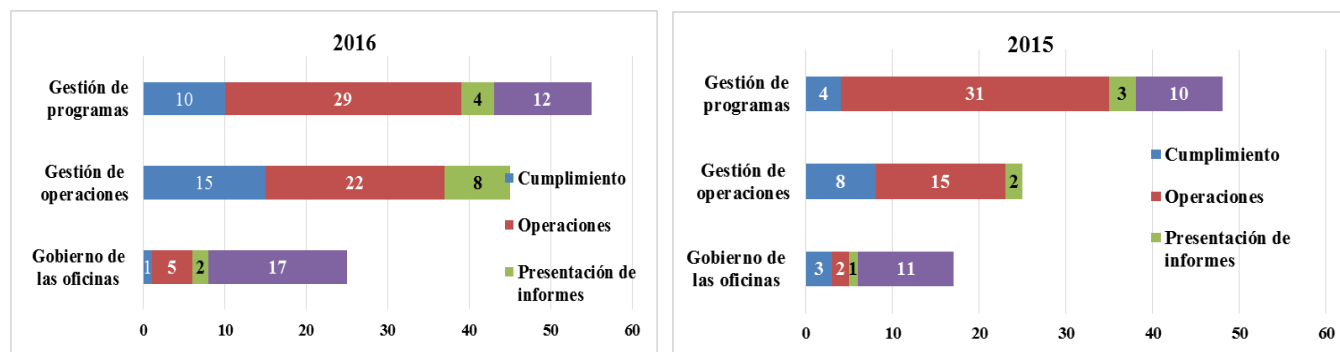 2016
Gestión de
programas
10 29 4 12
Gestión de
operaciones
15 22 8
Gobierno de
las oficinas
1 5 2 17
Cumplimiento
Operaciones
Presentación de
informes
0 10 20 30 40 50 60
2015
Gestión de
programas
4 31 3 10
Gestión de
operaciones
8 15 2
Gobierno de
las oficinas
3 2 1 11
Cumplimiento
Operaciones
Presentación de
informes
0 10 20 30 40 50 60